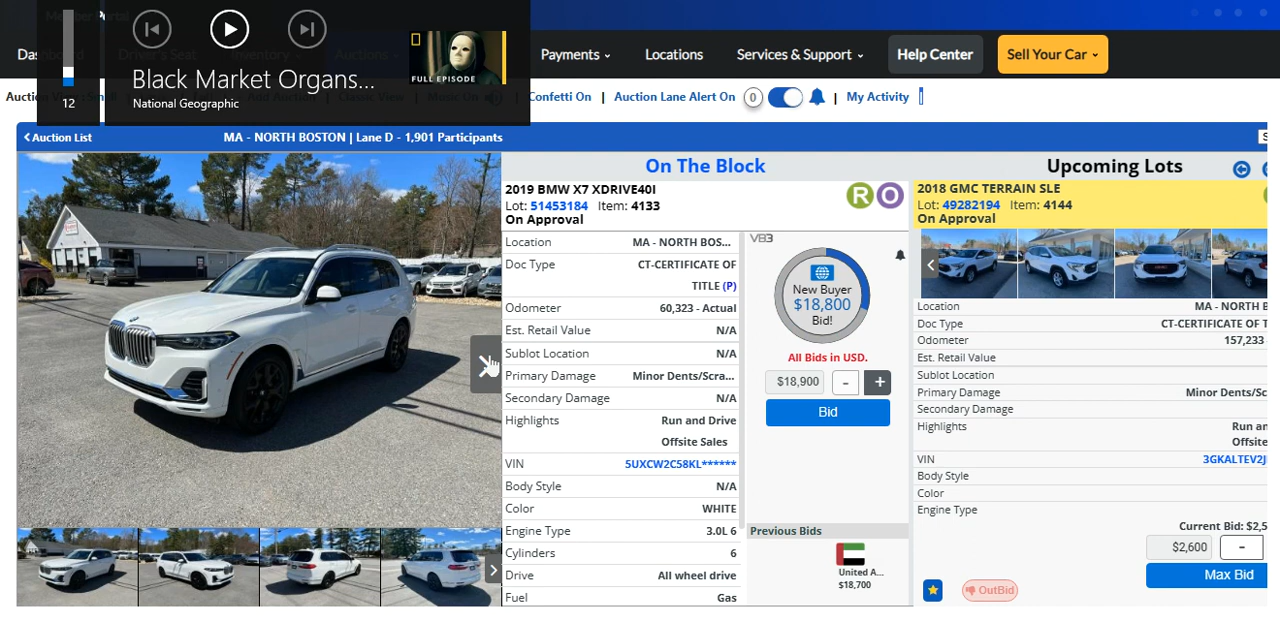 Dashboard
Payments
Locations
Services & Support
Help Center
Sell Your Car
Black Market Organs...
National Geographic
FULL EPISODE
12
Confetti On | Auction Lane Alert On 0 | My Activity
Auction List
MA - NORTH BOSTON | Lane D - 1,901 Participants
On The Block
2019 BMW X7 XDRIVE40I
Lot: 51453184 Item: 4133
On Approval
R O
Location MA - NORTH BOS...
Doc Type CT-CERTIFICATE OF
TITLE (P)
Odometer 60,323 - Actual
Est. Retail Value N/A
Sublot Location N/A
Primary Damage Minor Dents/Scra...
Secondary Damage N/A
Highlights Run and Drive
Offsite Sales
VIN 5UXCW2C58KL******
Body Style N/A
Color WHITE
Engine Type 3.0L 6
Cylinders 6
Drive All wheel drive
Fuel Gas
VB3
New Buyer
$18,800
Bid!
All Bids in USD.
$18,900 - +
Bid
Previous Bids
United A...
$18,700
Upcoming Lots
2018 GMC TERRAIN SLE
Lot: 49282194 Item: 4144
On Approval
Location MA - NORTH B
Doc Type CT-CERTIFICATE OF T
Odometer 157,233
Est. Retail Value
Sublot Location
Primary Damage Minor Dents/Sc
Secondary Damage
Highlights Run an
Offsite
VIN 3GKALTEV2J
Body Style
Color
Engine Type
Current Bid: $2,5
$2,600 -
Max Bid
OutBid